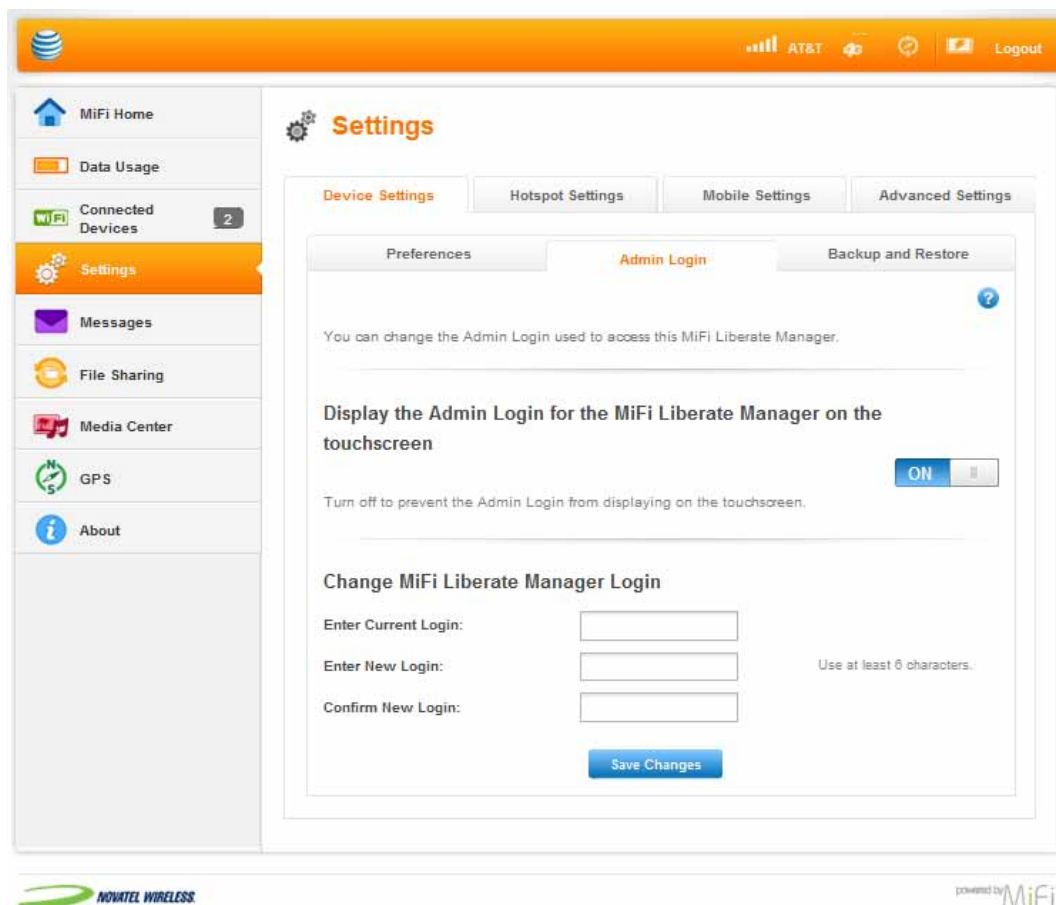 AT&T 4G Logout
MiFi Home
Data Usage
WiFi Connected
Devices
2
Settings
Messages
File Sharing
Media Center
N
S
GPS
i About
Settings
Device Settings Hotspot Settings Mobile Settings Advanced Settings
Preferences Admin Login Backup and Restore
?
You can change the Admin Login used to access this MiFi Liberate Manager.
Display the Admin Login for the MiFi Liberate Manager on the
touchscreen
ON
Turn off to prevent the Admin Login from displaying on the touchscreen.
Change MiFi Liberate Manager Login
Enter Current Login:
Enter New Login: Use at least 6 characters.
Confirm New Login:
Save Changes
NOVATEL WIRELESS. powered by MiFi